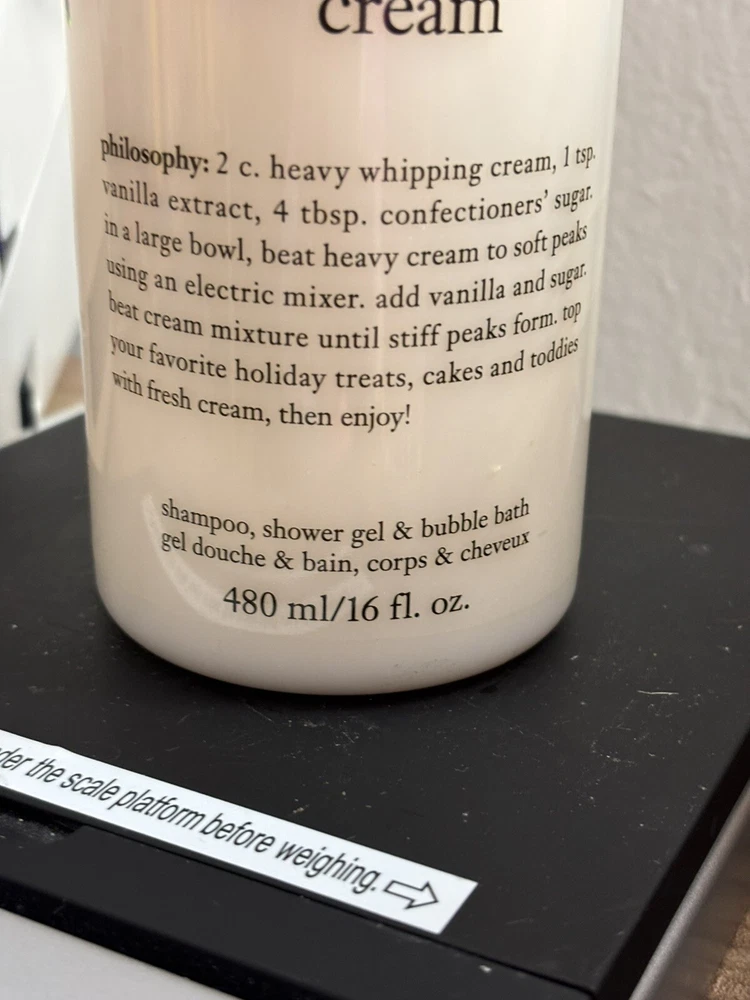 cream
philosophy: 2 c. heavy whipping cream, 1 tsp.
vanilla extract, 4 tbsp. confectioners' sugar.
in a large bowl, beat heavy cream to soft peaks
using an electric mixer. add vanilla and sugar.
beat cream mixture until stiff peaks form. top
your favorite holiday treats, cakes and toddies
with fresh cream, then enjoy!
shampoo, shower gel & bubble bath
gel douche & bain, corps & cheveux
480 ml/16 fl. oz.
the scale platform before weighing.